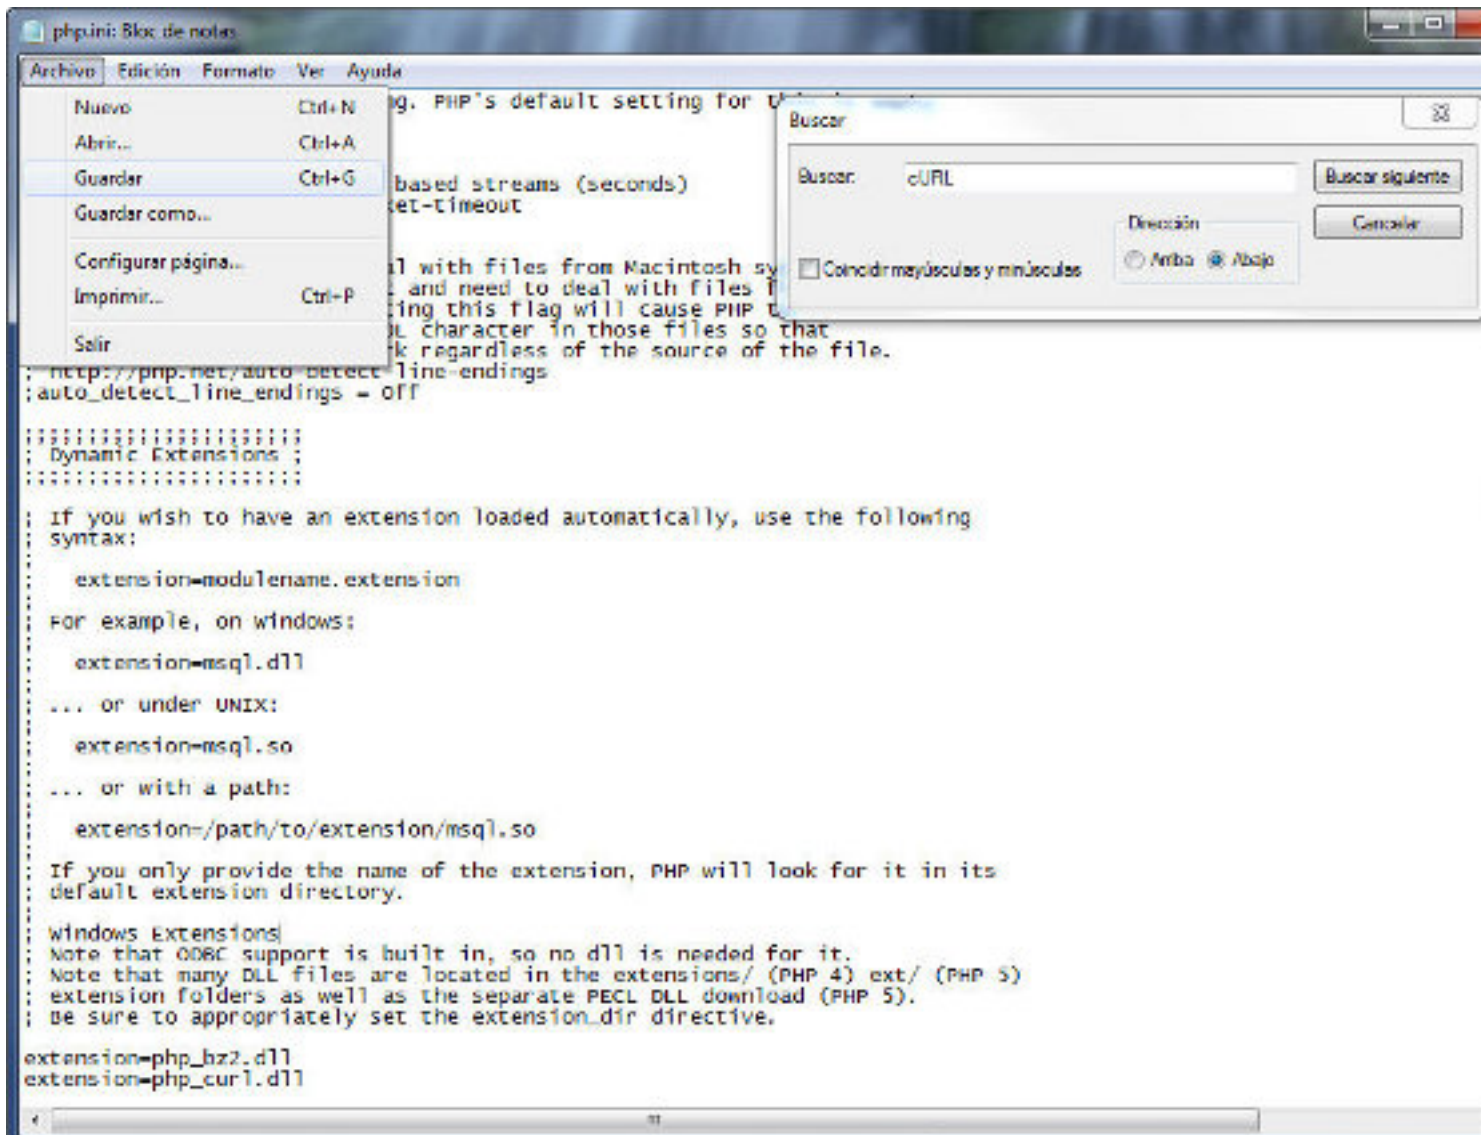 php.ini: Bloc de notas
Archivo Edición Formato Ver Ayuda
Nuevo Ctrl+N
Abrir... Ctrl+A
Guardar Ctrl+G
Guardar como...
Configurar página...
Imprimir... Ctrl+P
Salir
Buscar
Buscar: cURL Buscar siguiente
Dirección Cancelar
Coincidir mayúsculas y minúsculas Arriba Abajo
g. PHP's default setting for
based streams (seconds)
et-timeout
l with files from Macintosh sy
and need to deal with files
ing this flag will cause PHP
L character in those files so that
k regardless of the source of the file.
; http://php.net/auto-detect-line-endings
;auto_detect_line_endings = Off
;;;;;;;;;;;;;;;;;;;;;;
; Dynamic Extensions ;
;;;;;;;;;;;;;;;;;;;;;;
; If you wish to have an extension loaded automatically, use the following
; syntax:
;
;   extension=modulename.extension
;
; For example, on Windows:
;
;   extension=msql.dll
;
; ... or under UNIX:
;
;   extension=msql.so
;
; ... or with a path:
;
;   extension=/path/to/extension/msql.so
;
; If you only provide the name of the extension, PHP will look for it in its
; default extension directory.
;
; Windows Extensions
; Note that ODBC support is built in, so no dll is needed for it.
; Note that many DLL files are located in the extensions/ (PHP 4) ext/ (PHP 5)
; extension folders as well as the separate PECL DLL download (PHP 5).
; Be sure to appropriately set the extension_dir directive.
extension=php_bz2.dll
extension=php_curl.dll